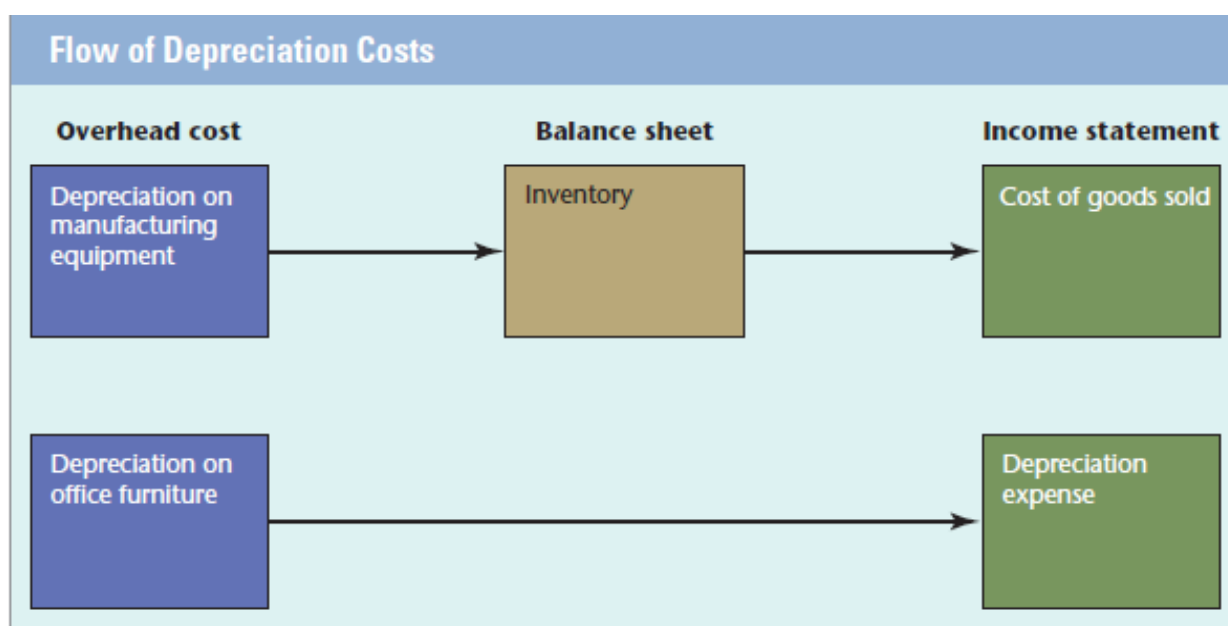 Flow of Depreciation Costs
Overhead cost
Balance sheet
Income statement
Depreciation on
manufacturing
equipment
Inventory
Cost of goods sold
Depreciation on
office furniture
Depreciation
expense